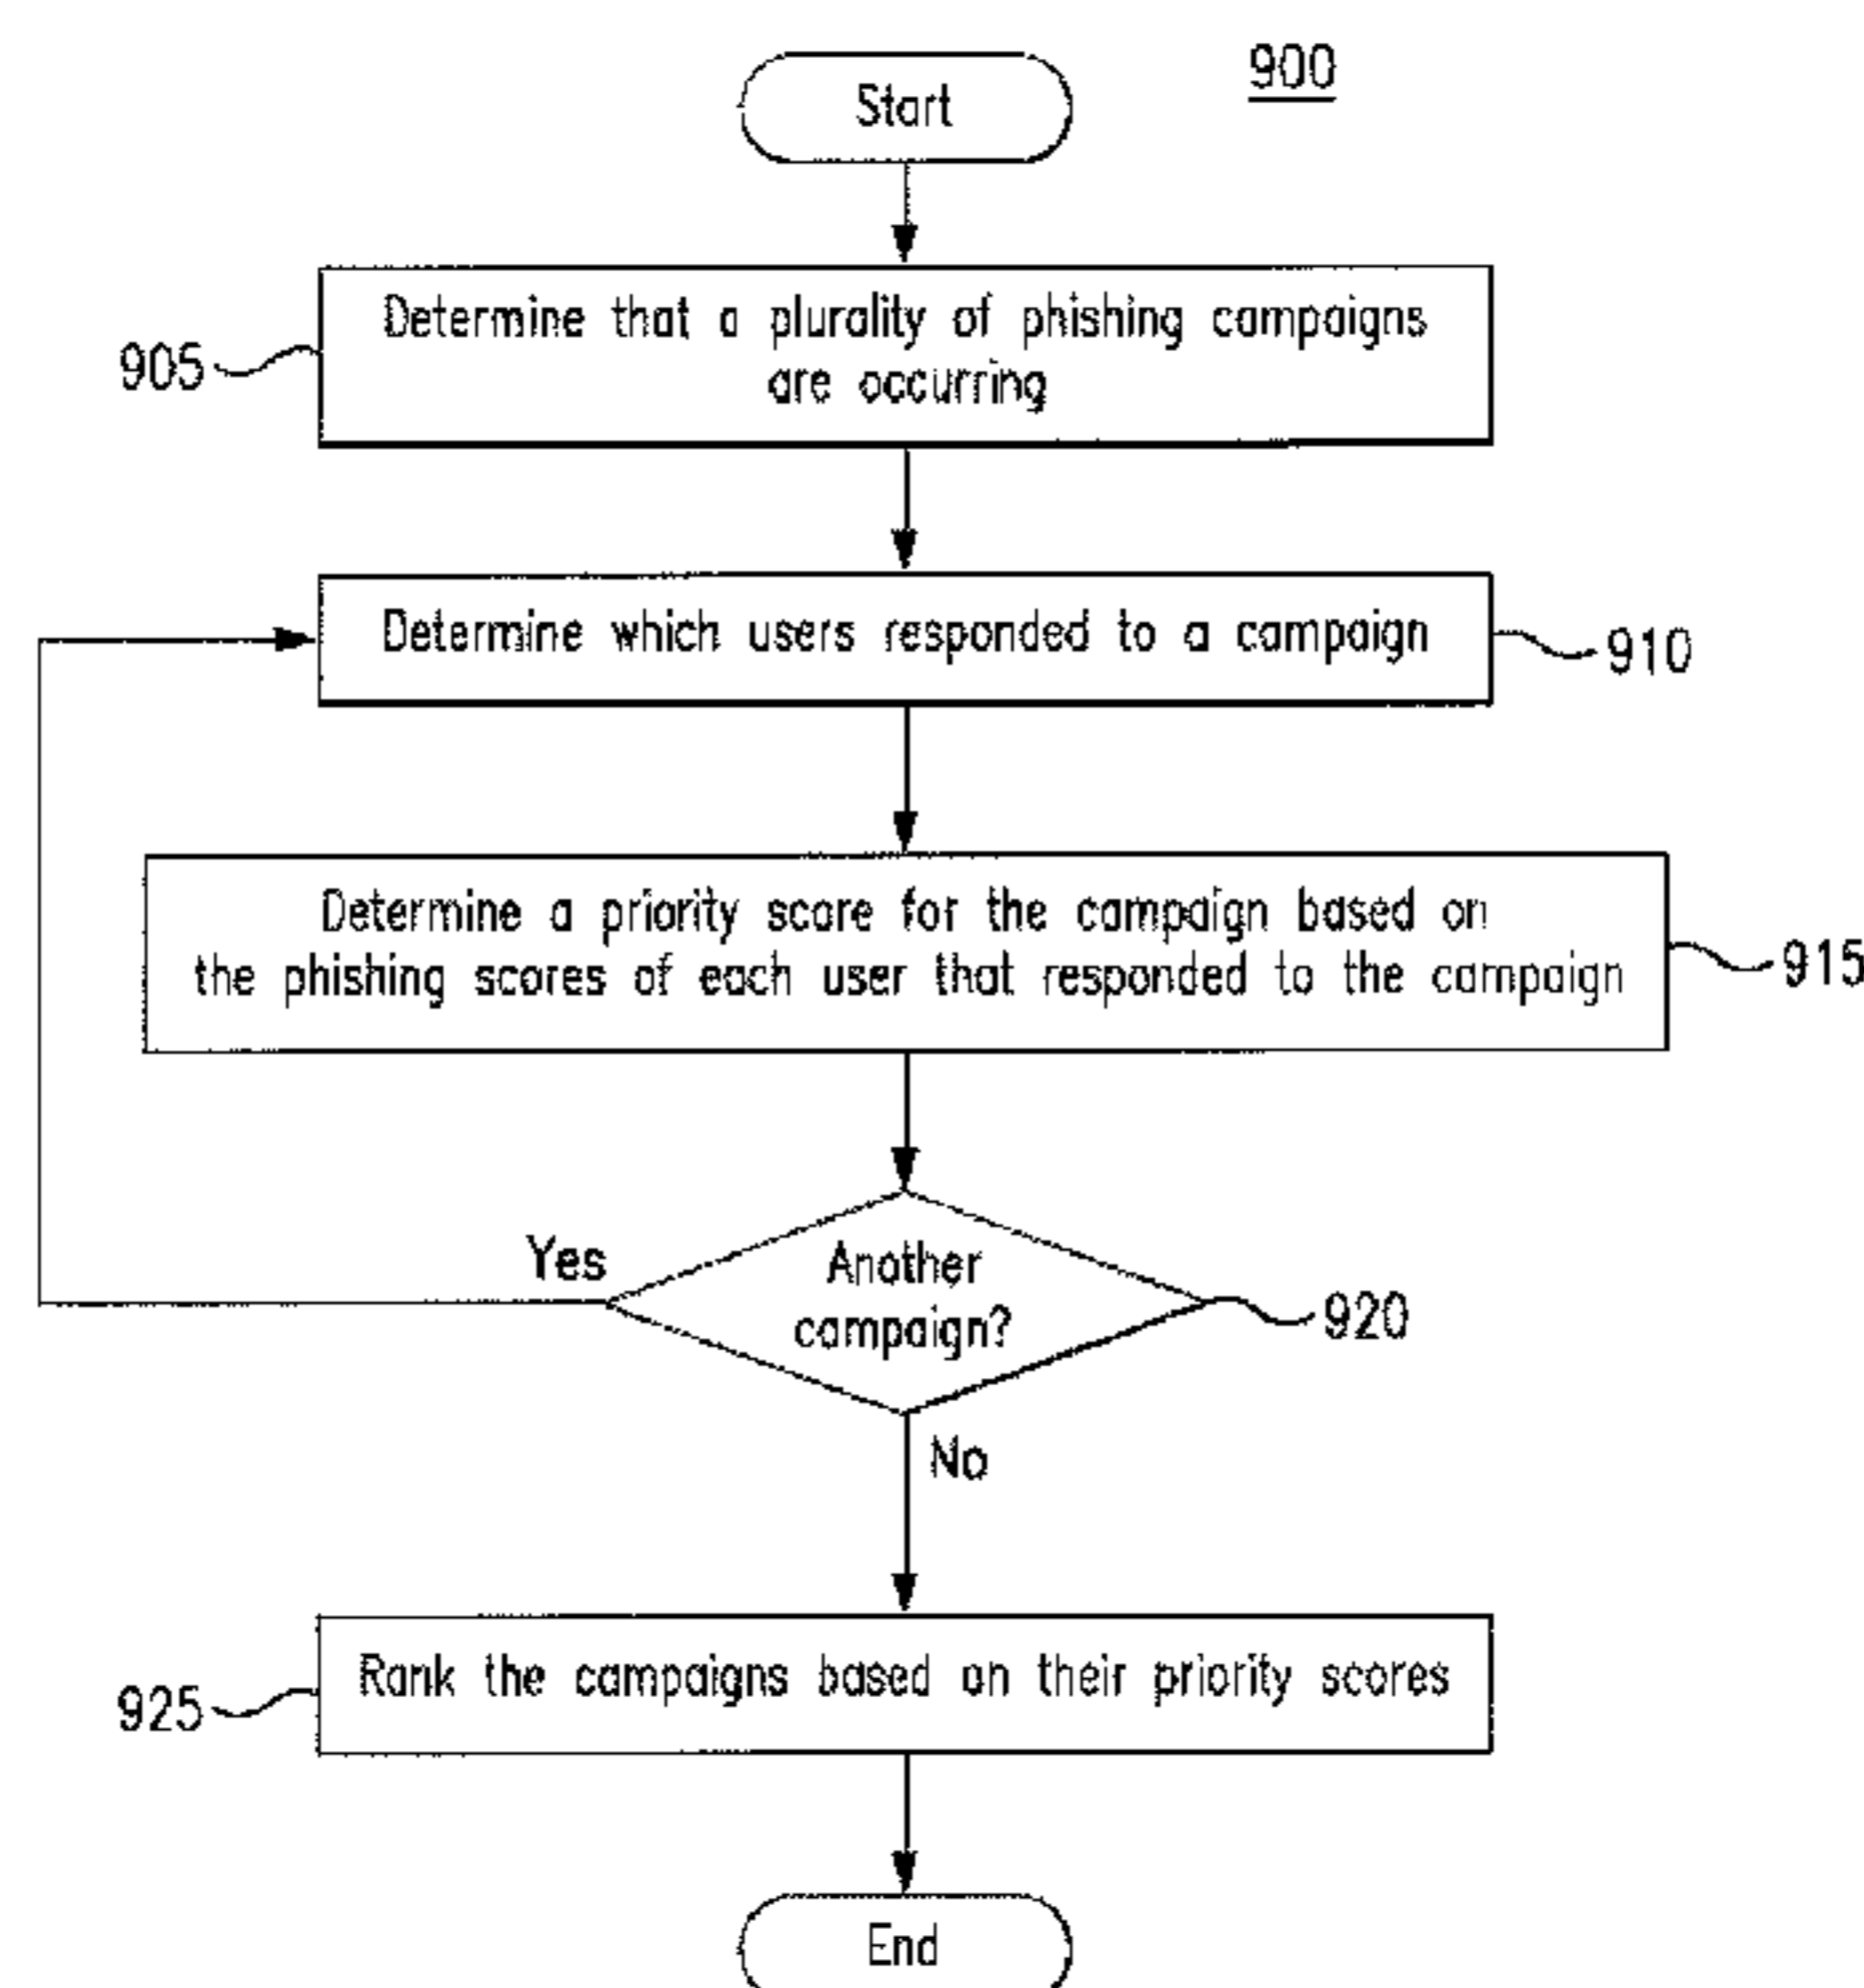 900
Start
Determine that a plurality of phishing campaigns
are occurring
905
Determine which users responded to a campaign
910
Determine a priority score for the campaign based on
the phishing scores of each user that responded to the campaign
915
Yes
Another
campaign?
920
No
Rank the campaigns based on their priority scores
925
End